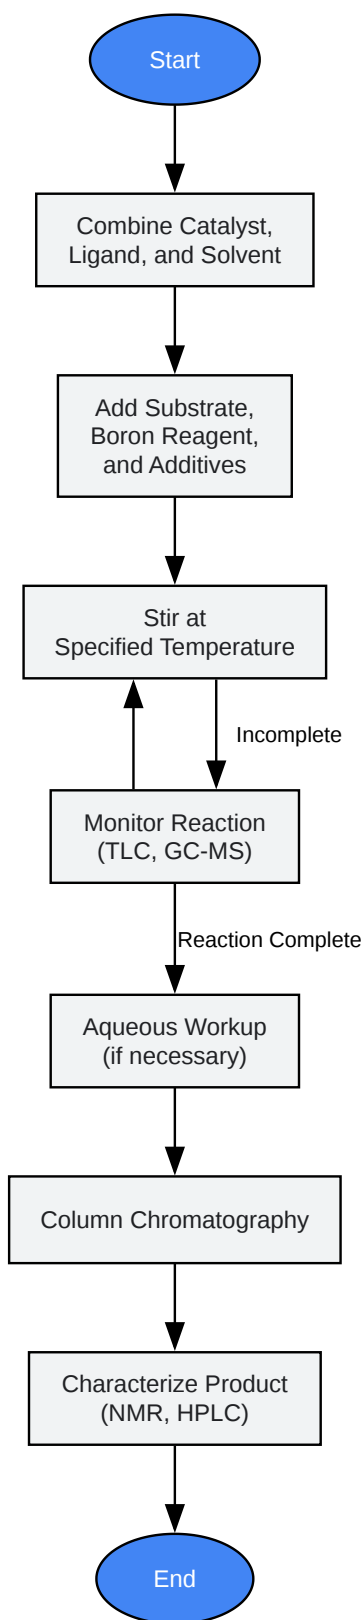 Start
Combine Catalyst,
Ligand, and Solvent
Add Substrate,
Boron Reagent,
and Additives
Stir at
Specified Temperature
Incomplete
Monitor Reaction
(TLC, GC-MS)
Reaction Complete
Aqueous Workup
(if necessary)
Column Chromatography
Characterize Product
(NMR, HPLC)
End